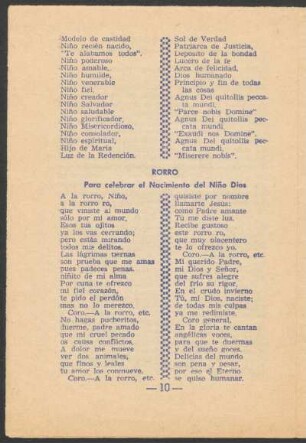 Modelo de castidad
Niño recién nacido,
"Te alabamos todos".
Niño poderoso
Niño amable,
Niño humilde,
Niño venerable
Niño fiel,
Niño creador
Niño Salvador
Niño saludable
Niño glorificador,
Niño Misericordioso,
Niño consolador,
Niño espiritual,
Hijo de María
Luz de la Redención.
Sol de Verdad
Patriarca de Justicia,
Depósito de la bondad
Lucero de la fe
Arca de felicidad,
Dios humanado
Principio y fin de todas
las cosas
Agnus Dei quitollis pecca
ta mundi,
"Parce nobis Domine"
Agnus Dei quitollis pec
cata mundi.
"Exaudi nos Domine".
Agnus Dei quitollis pec
cata mundi.
"Miserere nobis".
RORRO
Para celebrar el Nacimiento del Niño Dios
A la rorro, Niño,
a la rorro ro,
que viniste al mundo
sólo por mi amor.
Esos tus ojitos
ya los vas cerrando;
pero estás mirando
todos mis delitos.
Las lágrimas tiernas
son prueba que me amas
pues padeces penas,
niñito de mi alma
Por cuna te ofrezco
mi fiel corazón,
te pido el perdón
mas no lo merezco.
Coro.—A la rorro, etc.
No hagas pucheritos,
duerme, padre amado
que mi cruel pecado
os causa conflictos.
A dolor me mueve
ver dos animales,
que finos y leales
tu amor los conmueve.
Coro.—A la rorro, etc.
quisiste por nombre
llamarte Jesús:
como Padre amante
Tú me diste luz.
Recibe gustoso
este rorro ro,
que muy placentero
te lo ofrezco yo.
Coro.—A la rorro, etc.
Mi querido Padre,
mi Dios y Señor,
que sufres alegre
del frío su rigor.
En el crudo invierno
Tú, mi Dios, naciste;
de todas mis culpas
ya me redimiste.
Coro general,
En la gloria te cantan
angélicas voces,
para que te duermas
y del sueño goces.
Delicias del mundo
son pena y pesar,
por eso el Eterno
se quiso humanar.
— 10 —